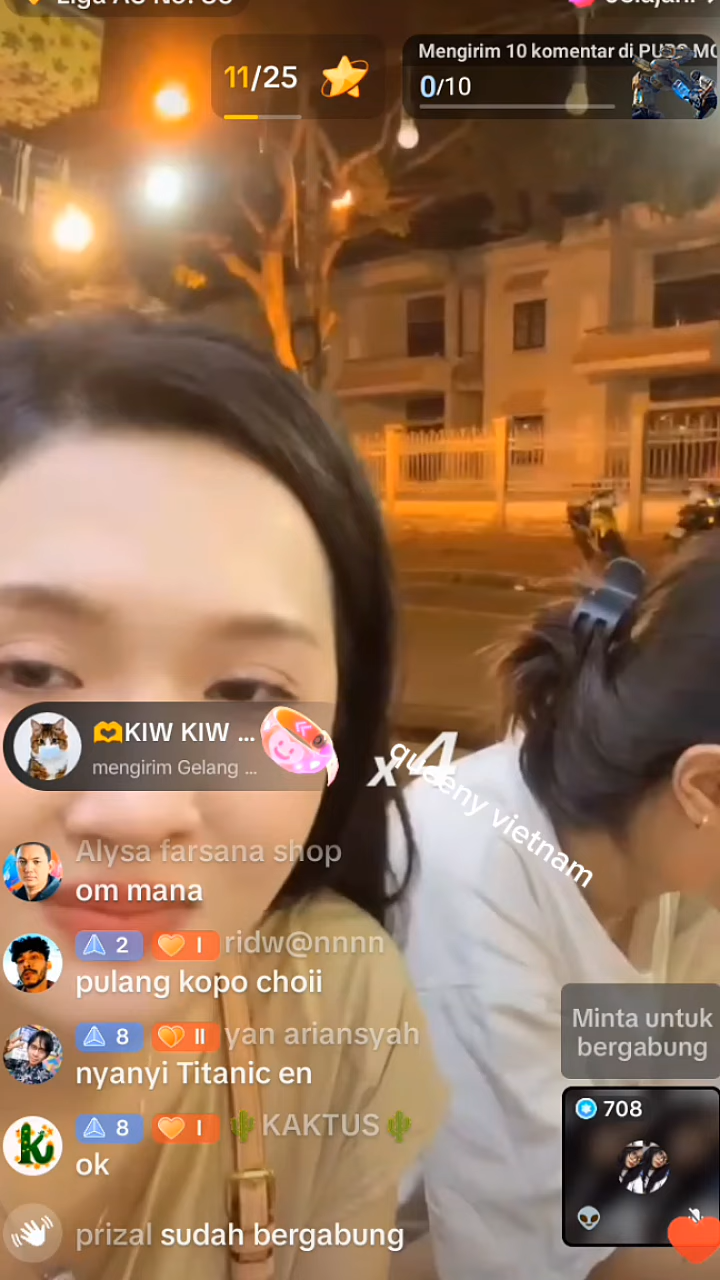 11/25
Mengirim 10 komentar di PUBG MO
0/10
KIW KIW ...
mengirim Gelang ...
x4
queeny vietnam
Alysa farsana shop
om mana
2 I ridw@nnnn
pulang kopo choii
8 II yan ariansyah
nyanyi Titanic en
8 I KAKTUS
ok
Minta untuk
bergabung
708
prizal sudah bergabung